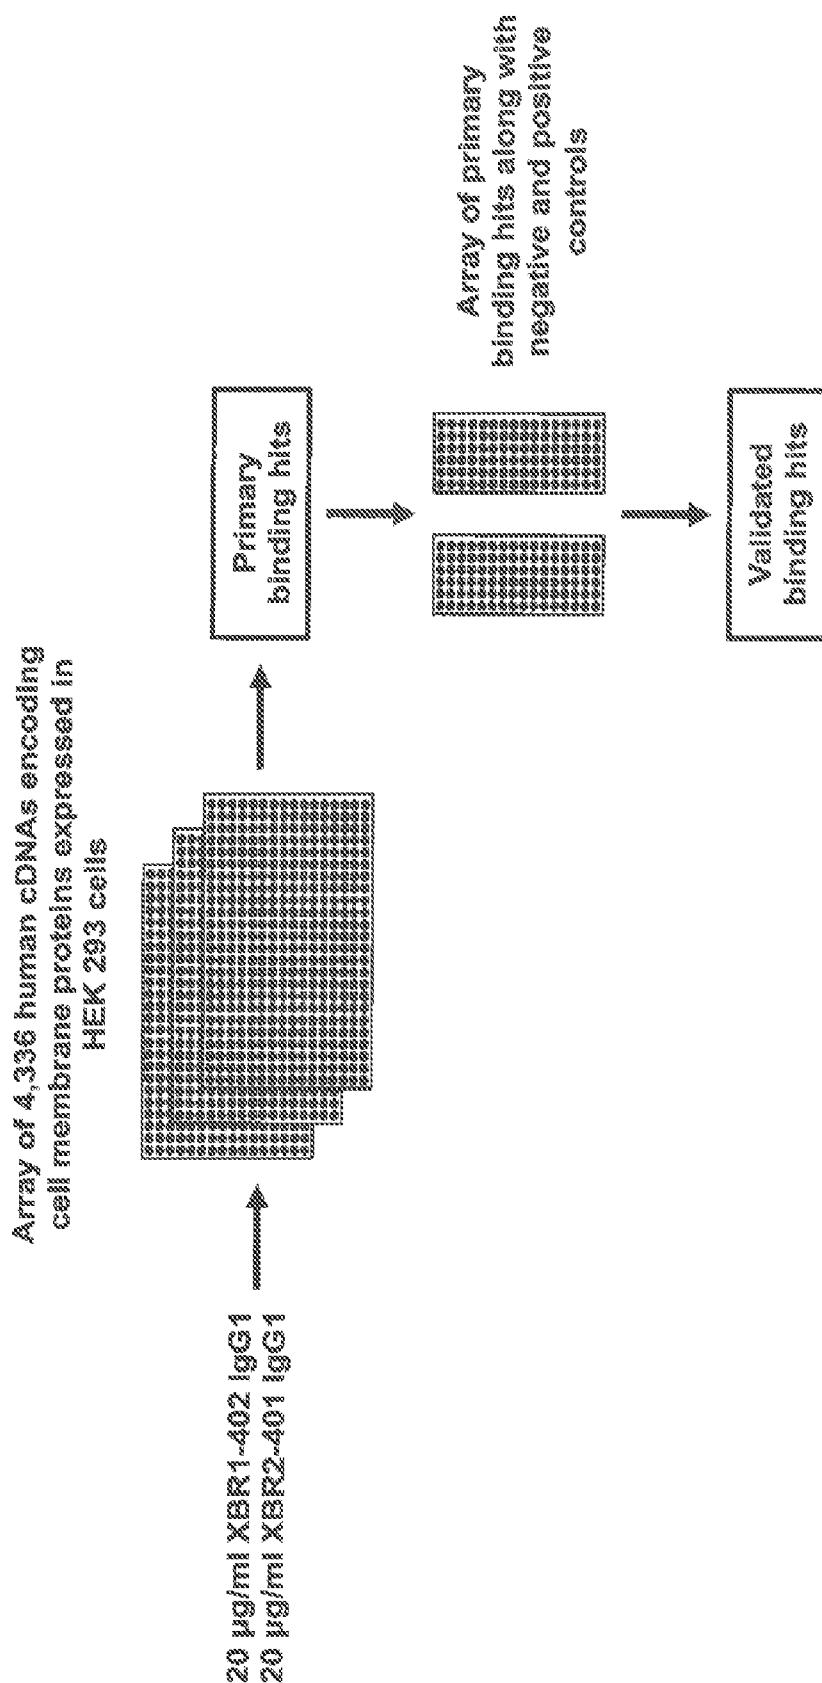 Array of 4,336 human cDNAs encoding
cell membrane proteins expressed in
HEK 293 cells
20 µg/ml XBR1-402 IgG1
20 µg/ml XBR2-401 IgG1
Primary
binding hits
Array of primary
binding hits along with
negative and positive
controls
Validated
binding hits